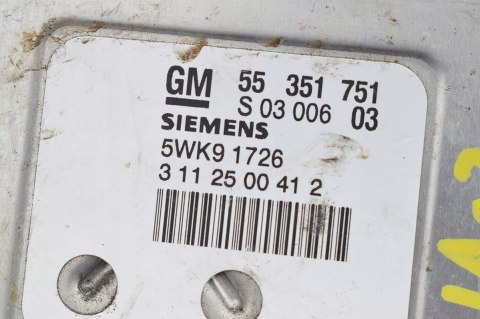 GM 55 351 751
S 03 006 03
SIEMENS
5WK9 1726
3 11 25 00 41 2